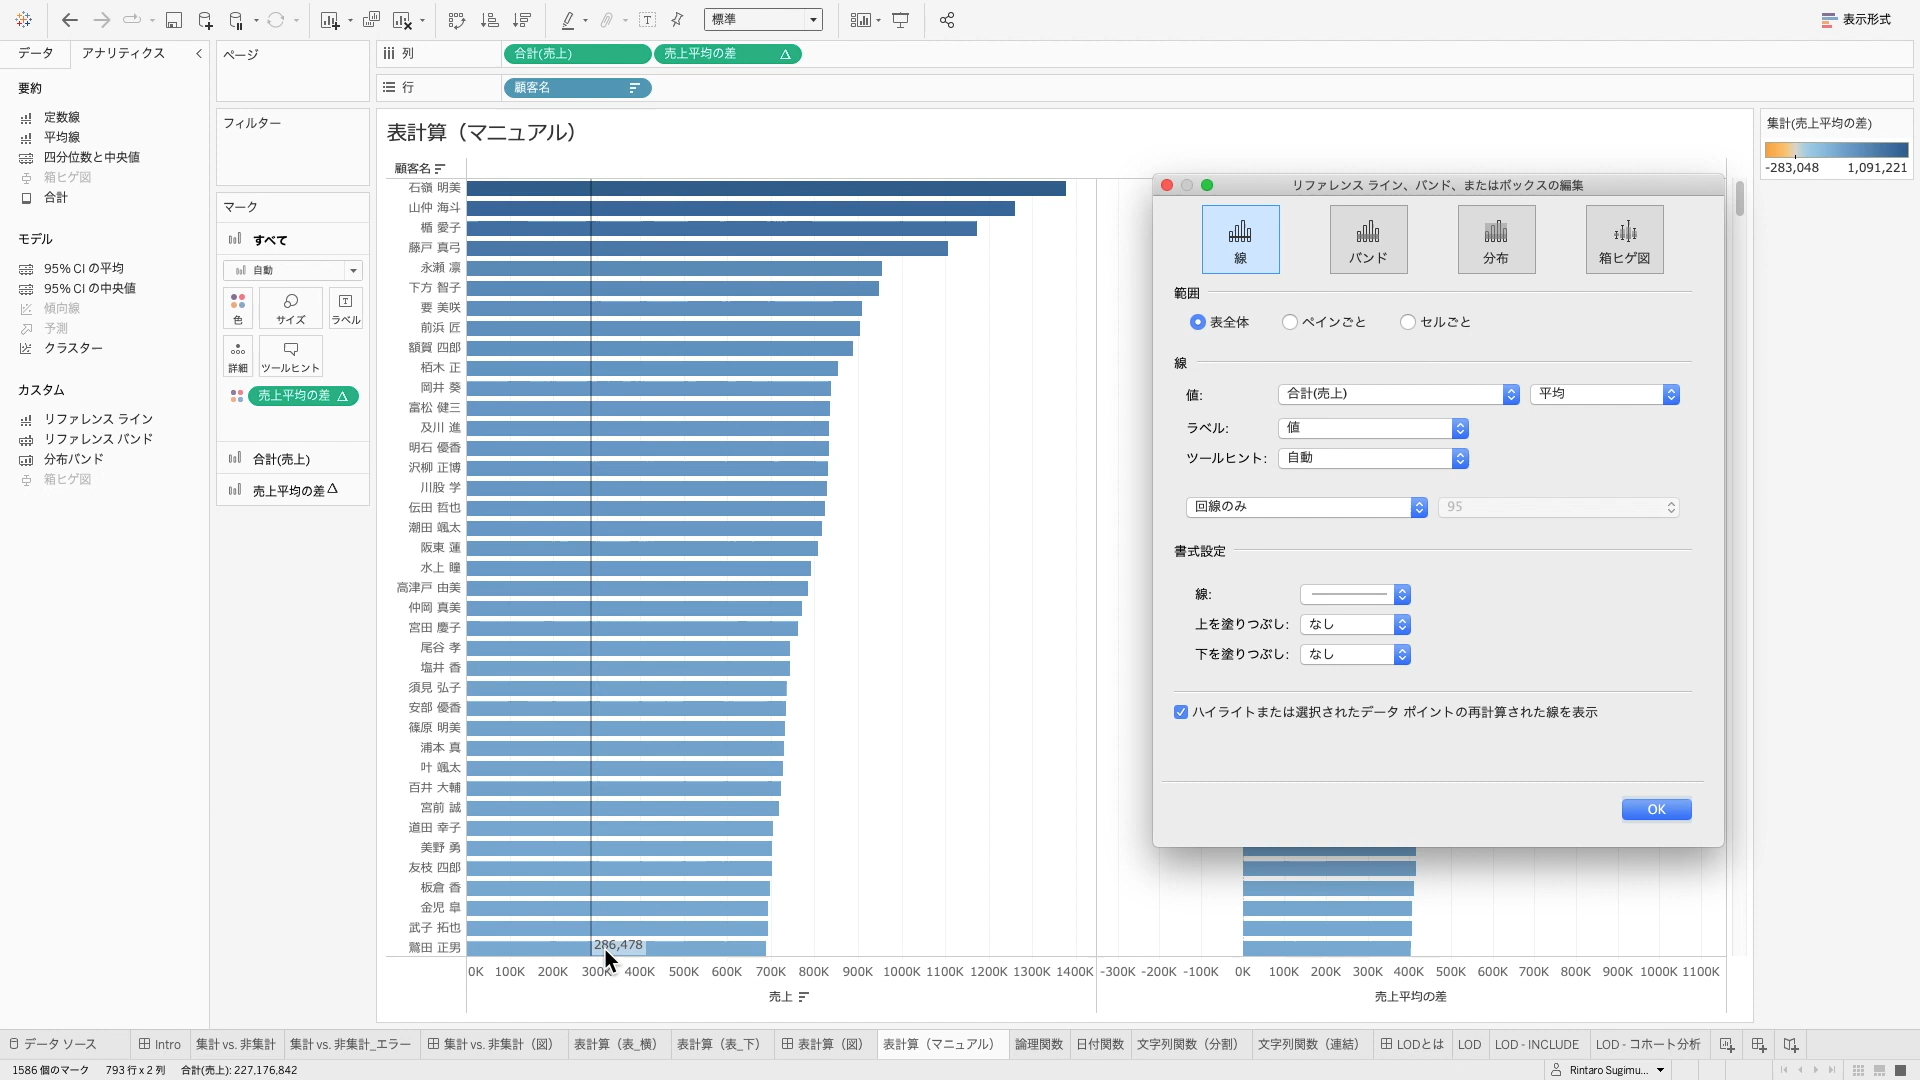 標準
表示形式
データ
アナリティクス
ページ
列
合計(売上)
売上平均の差
行
顧客名
要約
定数線
平均線
四分位数と中央値
箱ヒゲ図
合計
モデル
95% CI の平均
95% CI の中央値
傾向線
予測
クラスター
カスタム
リファレンス ライン
リファレンス バンド
分布バンド
箱ヒゲ図
フィルター
マーク
すべて
自動
色
サイズ
ラベル
詳細
ツールヒント
売上平均の差
合計(売上)
売上平均の差
表計算（マニュアル）
顧客名
石嶺 明美
山仲 海斗
楯 愛子
藤戸 真弓
永瀬 凛
下方 智子
要 美咲
前浜 匠
額賀 四郎
栢木 正
岡井 葵
富松 健三
及川 進
明石 優香
沢柳 正博
川股 学
伝田 哲也
潮田 颯太
阪東 蓮
水上 瞳
高津戸 由美
仲岡 真美
宮田 慶子
尾谷 孝
塩井 香
須見 弘子
安部 優香
篠原 明美
浦本 真
叶 颯太
百井 大輔
宮前 誠
道田 幸子
美野 勇
友枝 四郎
板倉 香
金児 皐
武子 拓也
鷲田 正男
286,478
0K 100K 200K 300K 400K 500K 600K 700K 800K 900K 1000K 1100K 1200K 1300K 1400K
-300K -200K -100K 0K 100K 200K 300K 400K 500K 600K 700K 800K 900K 1000K 1100K
売上
売上平均の差
集計(売上平均の差)
-283,048 1,091,221
リファレンス ライン、バンド、またはボックスの編集
線
バンド
分布
箱ヒゲ図
範囲
表全体
ペインごと
セルごと
線
値: 合計(売上) 平均
ラベル: 値
ツールヒント: 自動
回線のみ 95
書式設定
線:
上を塗りつぶし: なし
下を塗りつぶし: なし
ハイライトまたは選択されたデータ ポイントの再計算された線を表示
OK
データ ソース
Intro
集計 vs. 非集計
集計 vs. 非集計_エラー
集計 vs. 非集計（図）
表計算（表_横）
表計算（表_下）
表計算（図）
表計算（マニュアル）
論理関数
日付関数
文字列関数（分割）
文字列関数（連結）
LODとは
LOD
LOD - INCLUDE
LOD - コホート分析
1586 個のマーク
793 行 x 2 列
合計(売上): 227,176,842
Rintaro Sugimu...